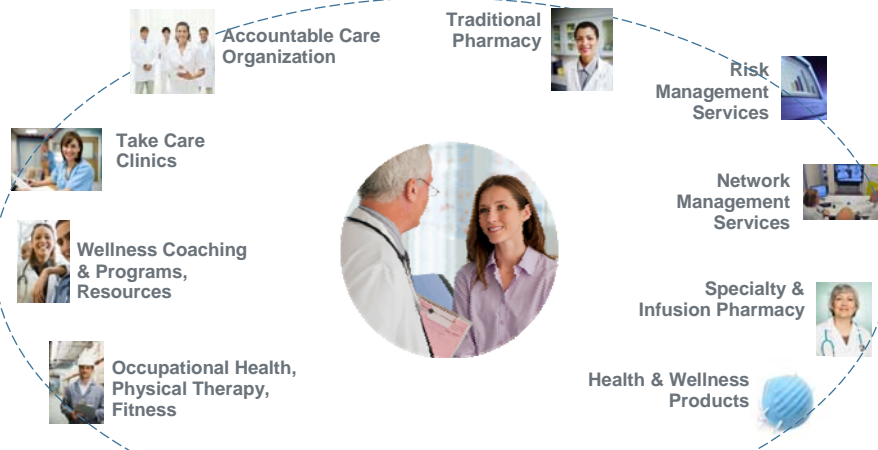 Accountable Care
Organization
Traditional
Pharmacy
Risk
Management
Services
Take Care
Clinics
Network
Management
Services
Wellness Coaching
& Programs,
Resources
Specialty &
Infusion Pharmacy
Occupational Health,
Physical Therapy,
Fitness
Health & Wellness
Products